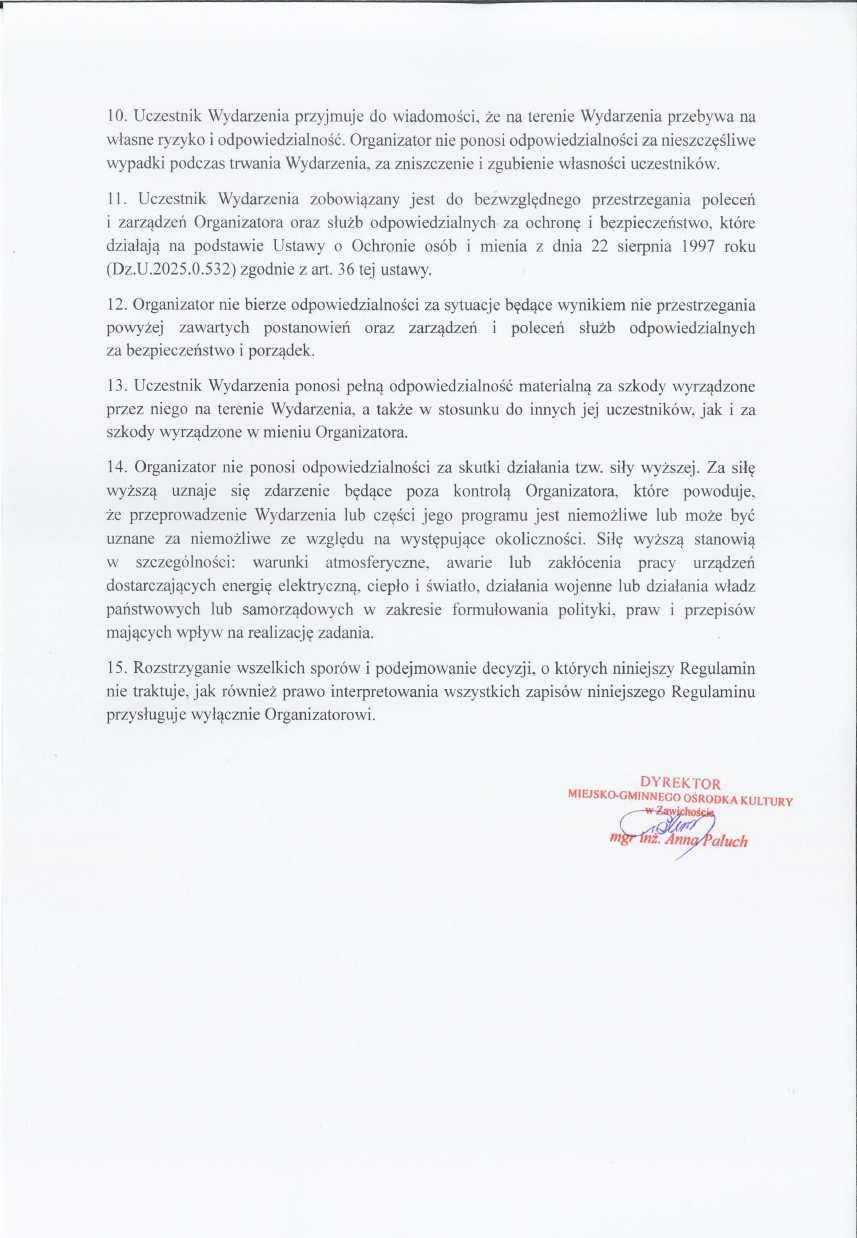 10. Uczestnik Wydarzenia przyjmuje do wiadomości, że na terenie Wydarzenia przebywa na
własne ryzyko i odpowiedzialność. Organizator nie ponosi odpowiedzialności za nieszczęśliwe
wypadki podczas trwania Wydarzenia, za zniszczenie i zgubienie własności uczestników.
11. Uczestnik Wydarzenia zobowiązany jest do bezwzględnego przestrzegania poleceń
i zarządzeń Organizatora oraz służb odpowiedzialnych za ochronę i bezpieczeństwo, które
działają na podstawie Ustawy o Ochronie osób i mienia z dnia 22 sierpnia 1997 roku
(Dz.U.2025.0.532) zgodnie z art. 36 tej ustawy.
12. Organizator nie bierze odpowiedzialności za sytuacje będące wynikiem nie przestrzegania
powyżej zawartych postanowień oraz zarządzeń i poleceń służb odpowiedzialnych
za bezpieczeństwo i porządek.
13. Uczestnik Wydarzenia ponosi pełną odpowiedzialność materialną za szkody wyrządzone
przez niego na terenie Wydarzenia, a także w stosunku do innych jej uczestników, jak i za
szkody wyrządzone w mieniu Organizatora.
14. Organizator nie ponosi odpowiedzialności za skutki działania tzw. siły wyższej. Za siłę
wyższą uznaje się zdarzenie będące poza kontrolą Organizatora, które powoduje,
że przeprowadzenie Wydarzenia lub części jego programu jest niemożliwe lub może być
uznane za niemożliwe ze względu na występujące okoliczności. Siłę wyższą stanowią
w szczególności: warunki atmosferyczne, awarie lub zakłócenia pracy urządzeń
dostarczających energię elektryczną, ciepło i światło, działania wojenne lub działania władz
państwowych lub samorządowych w zakresie formułowania polityki, praw i przepisów
mających wpływ na realizację zadania.
15. Rozstrzyganie wszelkich sporów i podejmowanie decyzji, o których niniejszy Regulamin
nie traktuje, jak również prawo interpretowania wszystkich zapisów niniejszego Regulaminu
przysługuje wyłącznie Organizatorowi.
DYREKTOR
MIEJSKO-GMINNEGO OŚRODKA KULTURY
w Zawichoście
mgr inż. Anna Paluch